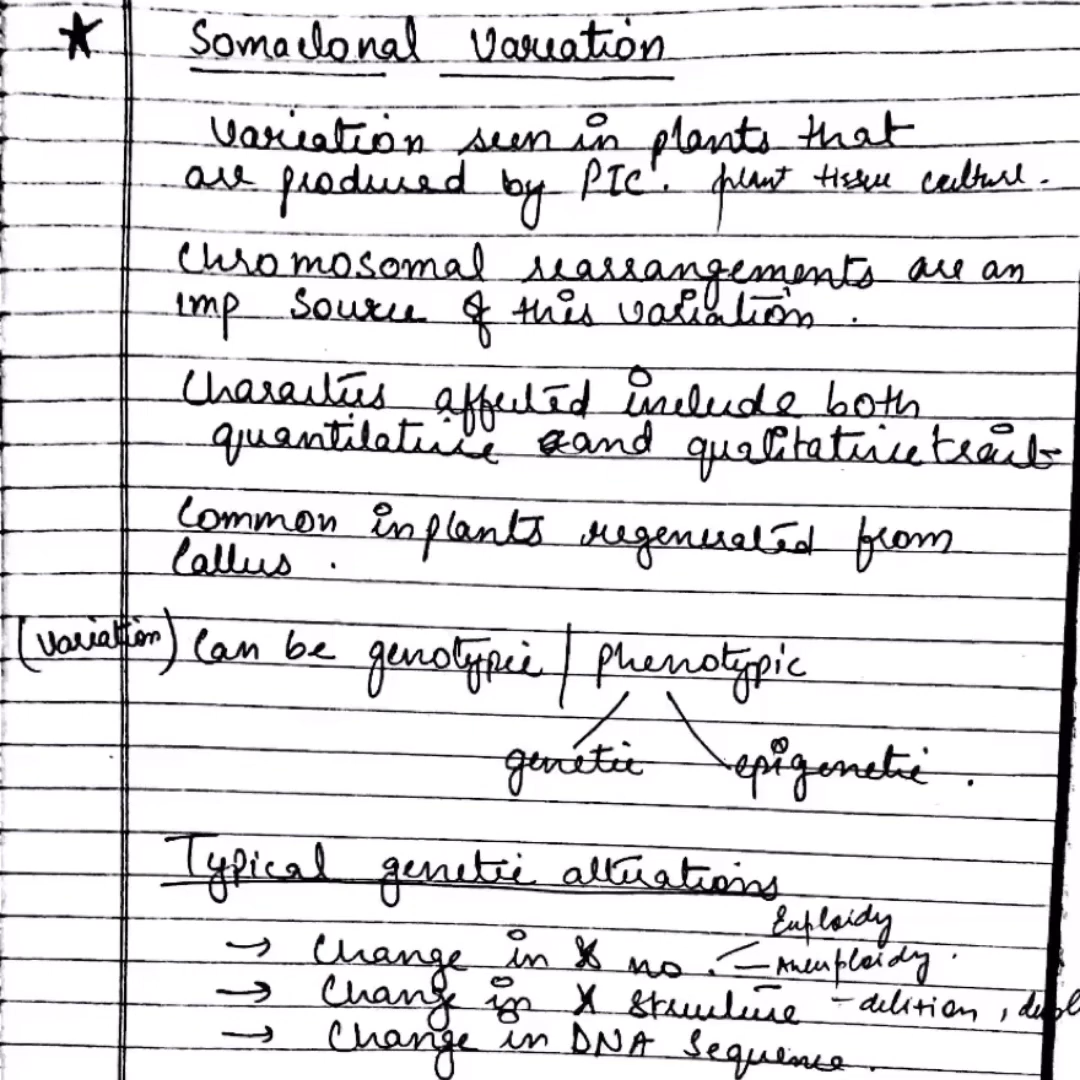 ★ Somaclonal Variation
Variation seen in plants that
are produced by PTC. plant tissue culture.
Chromosomal rearrangements are an
imp source of this variation.
Characters affected include both
quantitative and qualitative trait
Common in plants regenerated from
Callus.
(variation) Can be genotypic / phenotypic
genetic epigenetic.
Typical genetic alterations
Euploidy
→ Change in X no. — Aneuploidy.
→ Change in X structure - deletion, dupl
→ Change in DNA Sequence.